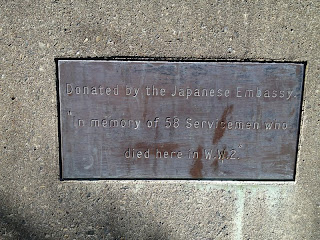 Donated by the Japanese Embassy
"In memory of 58 Servicemen who
died here in W.W.2."